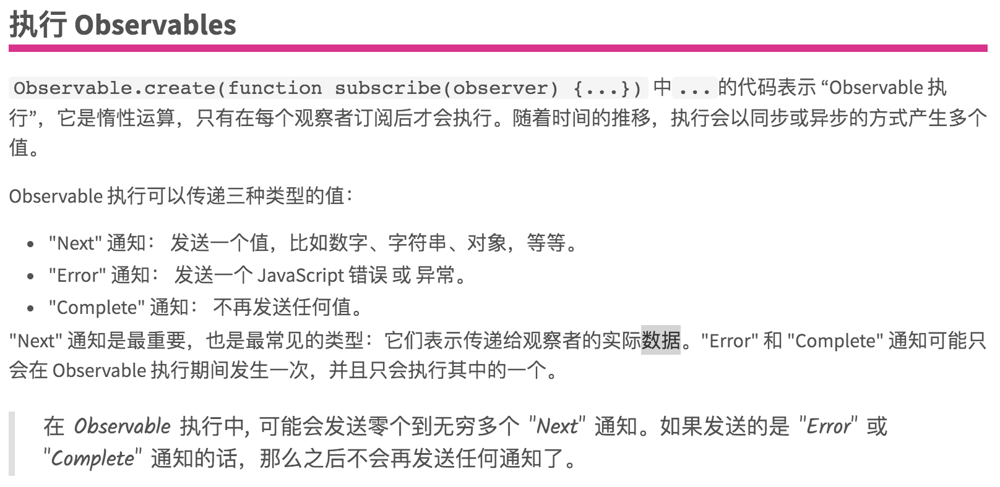 执行 Observables
Observable.create(function subscribe(observer) {...}) 中 ... 的代码表示 “Observable 执
行”，它是惰性运算，只有在每个观察者订阅后才会执行。随着时间的推移，执行会以同步或异步的方式产生多个
值。
Observable 执行可以传递三种类型的值：
• "Next" 通知： 发送一个值，比如数字、字符串、对象，等等。
• "Error" 通知： 发送一个 JavaScript 错误 或 异常。
• "Complete" 通知： 不再发送任何值。
"Next" 通知是最重要，也是最常见的类型：它们表示传递给观察者的实际数据。"Error" 和 "Complete" 通知可能只
会在 Observable 执行期间发生一次，并且只会执行其中的一个。
在 Observable 执行中, 可能会发送零个到无穷多个 "Next" 通知。如果发送的是 "Error" 或
"Complete" 通知的话，那么之后不会再发送任何通知了。